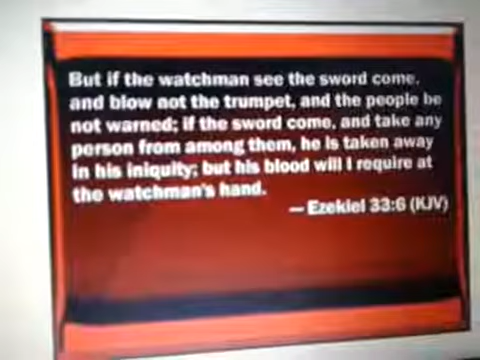 But if the watchman see the sword come,
and blow not the trumpet, and the people be
not warned; if the sword come, and take any
person from among them, he is taken away
in his iniquity; but his blood will I require at
the watchman's hand.
— Ezekiel 33:6 (KJV)